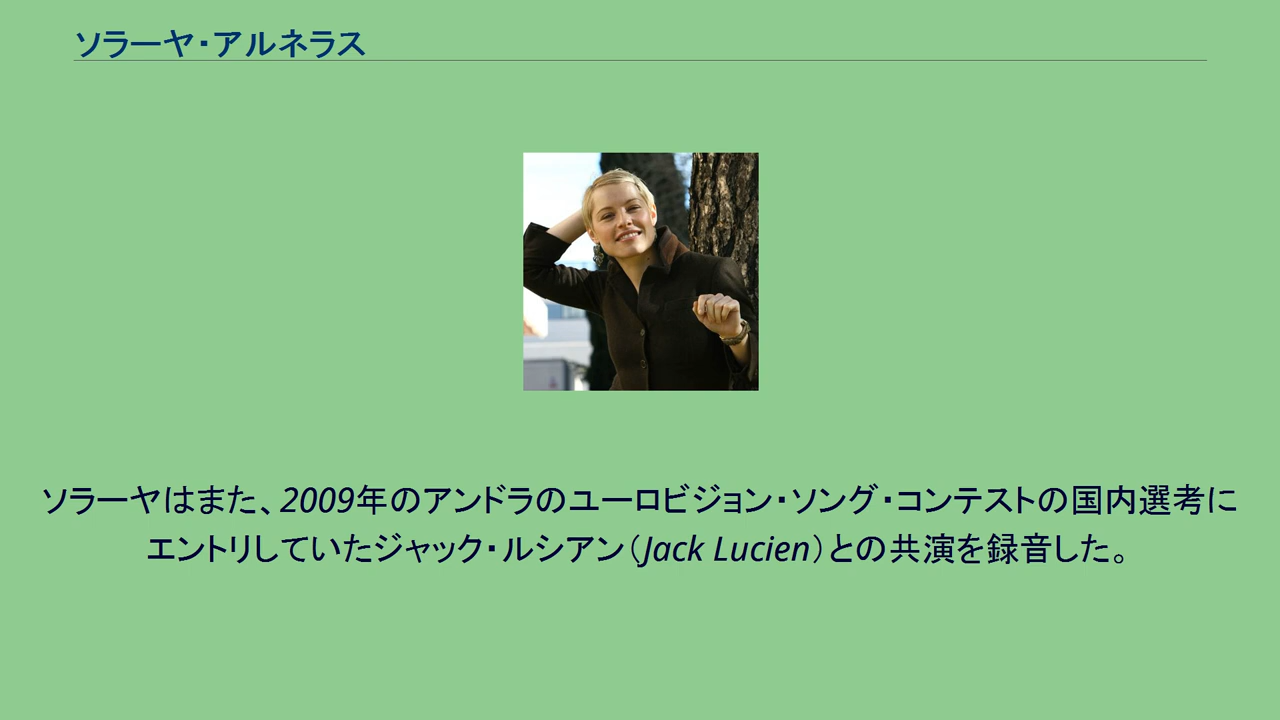 ソラーヤ・アルネラス
ソラーヤはまた、2009年のアンドラのユーロビジョン・ソング・コンテストの国内選考に
エントリしていたジャック・ルシアン（Jack Lucien）との共演を録音した。